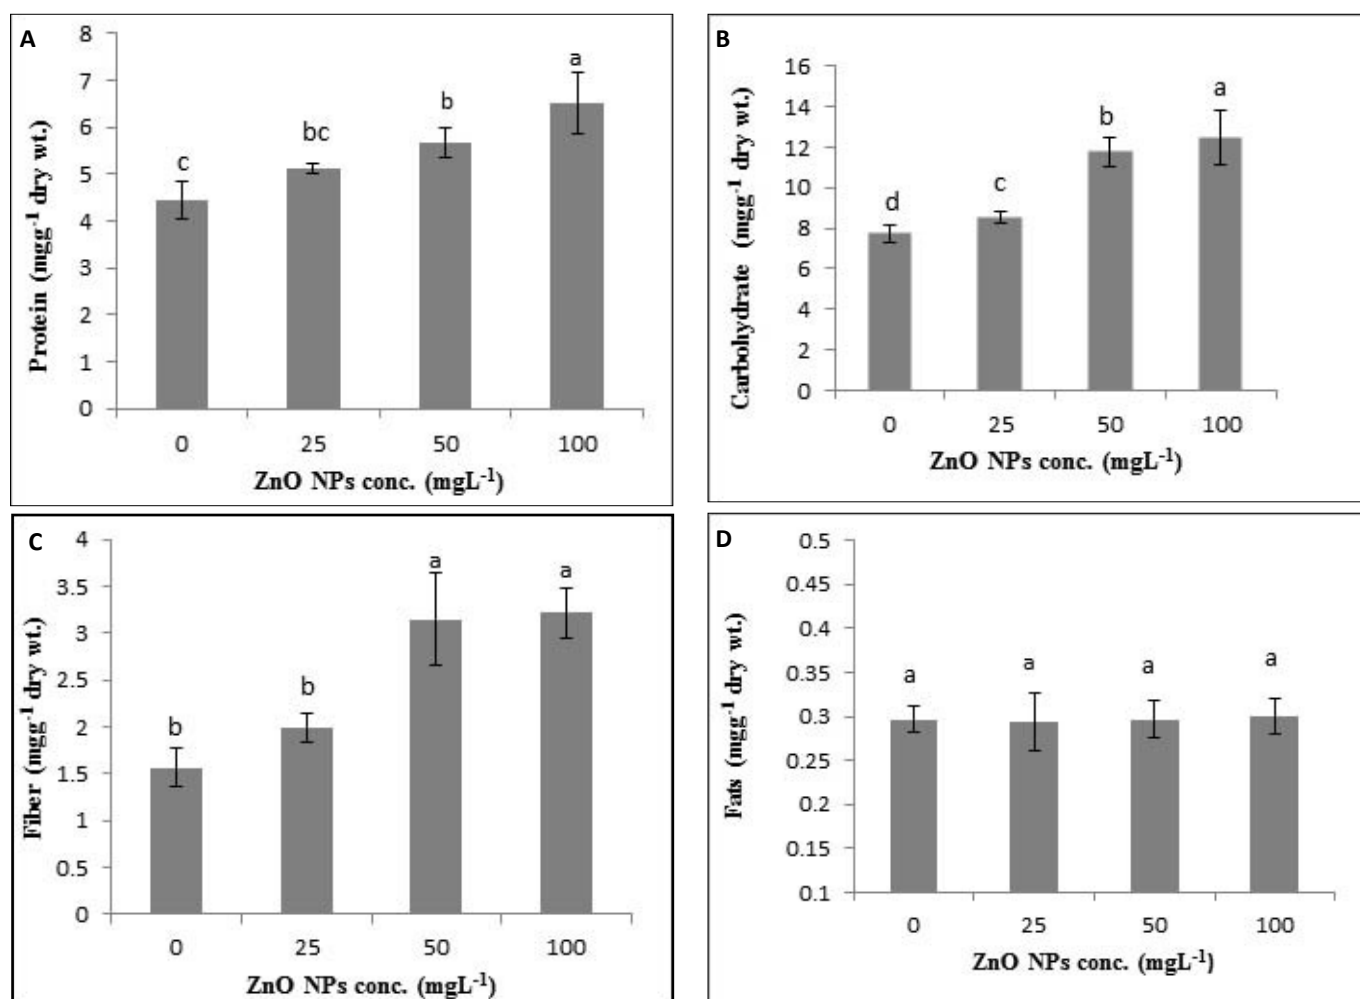 A
Protein (mgg-1 dry wt.)
8
7
6
5
4
3
2
1
0
c
bc
b
a
0 25 50 100
ZnO NPs conc. (mgL-1)
B
Carbohydrate (mgg-1 dry wt.)
16
14
12
10
8
6
4
2
0
d
c
b
a
0 25 50 100
ZnO NPs conc. (mgL-1)
C
Fiber (mgg-1 dry wt.)
4
3.5
3
2.5
2
1.5
1
0.5
0
b
b
a
a
0 25 50 100
ZnO NPs conc. (mgL-1)
D
Fats (mgg-1 dry wt.)
0.5
0.45
0.4
0.35
0.3
0.25
0.2
0.15
0.1
a
a
a
a
0 25 50 100
ZnO NPs conc. (mgL-1)